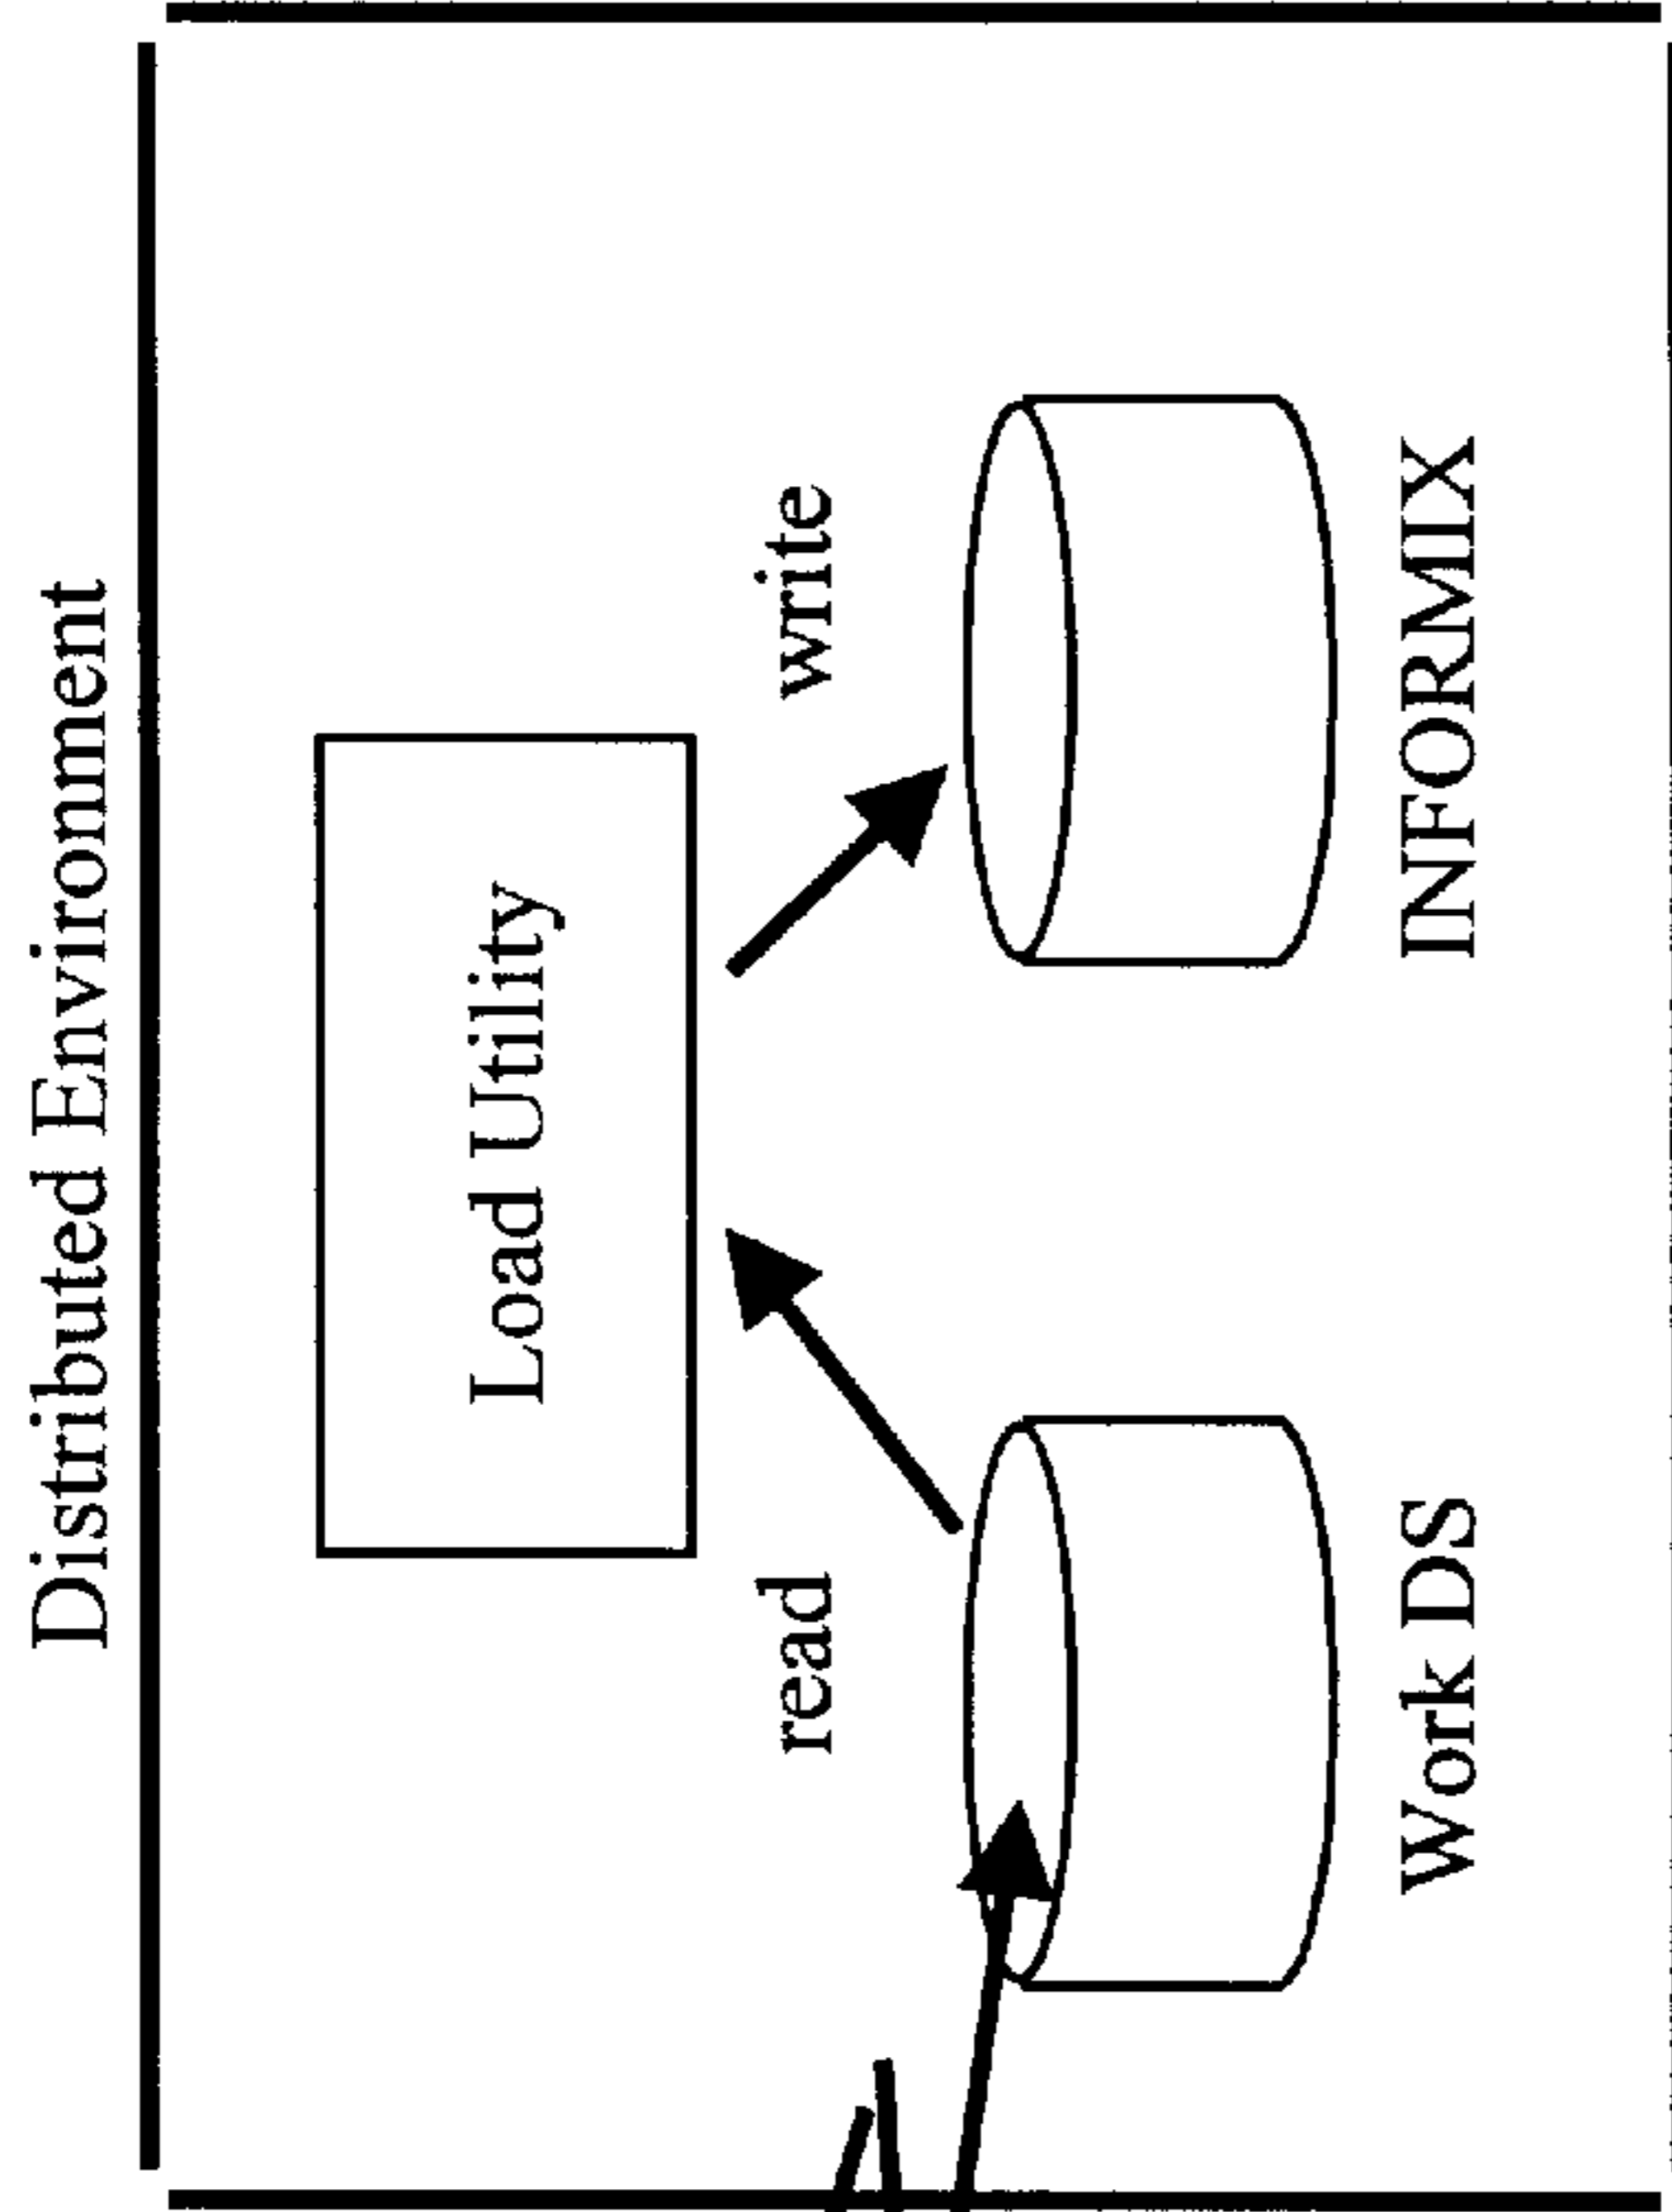 Distributed Environment
Load Utility
read
write
Work DS
INFORMIX